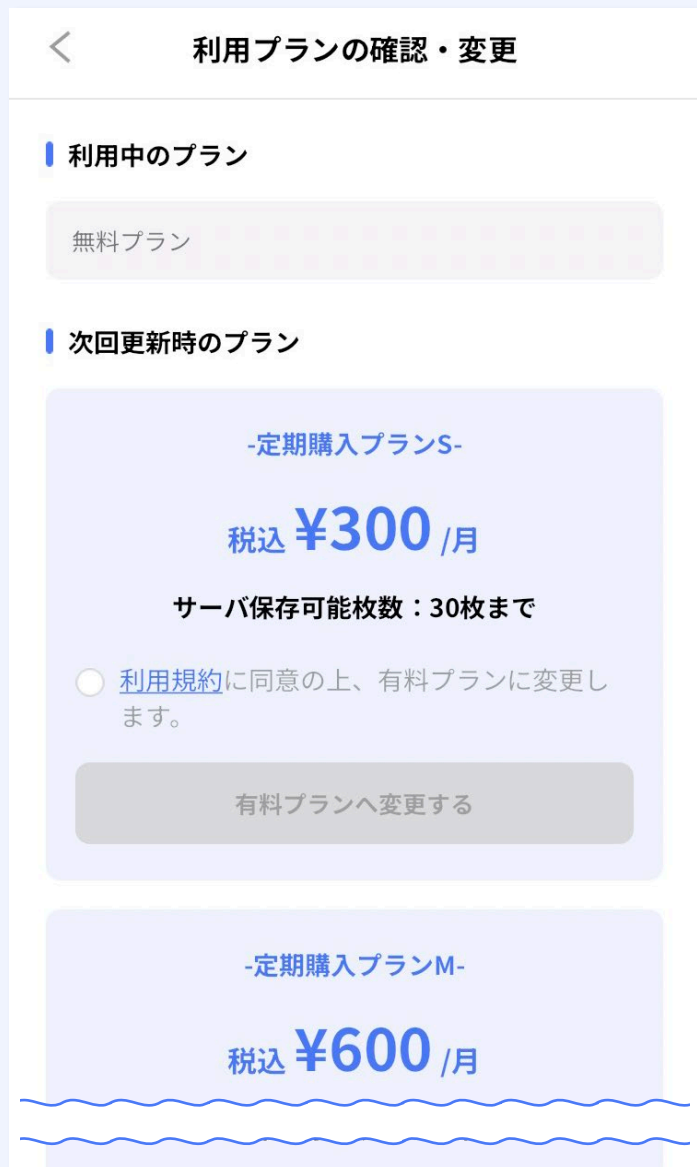 利用プランの確認・変更
利用中のプラン
無料プラン
次回更新時のプラン
-定期購入プランS-
税込 ¥300 /月
サーバ保存可能枚数：30枚まで
利用規約に同意の上、有料プランに変更し
ます。
有料プランへ変更する
-定期購入プランM-
税込 ¥600 /月